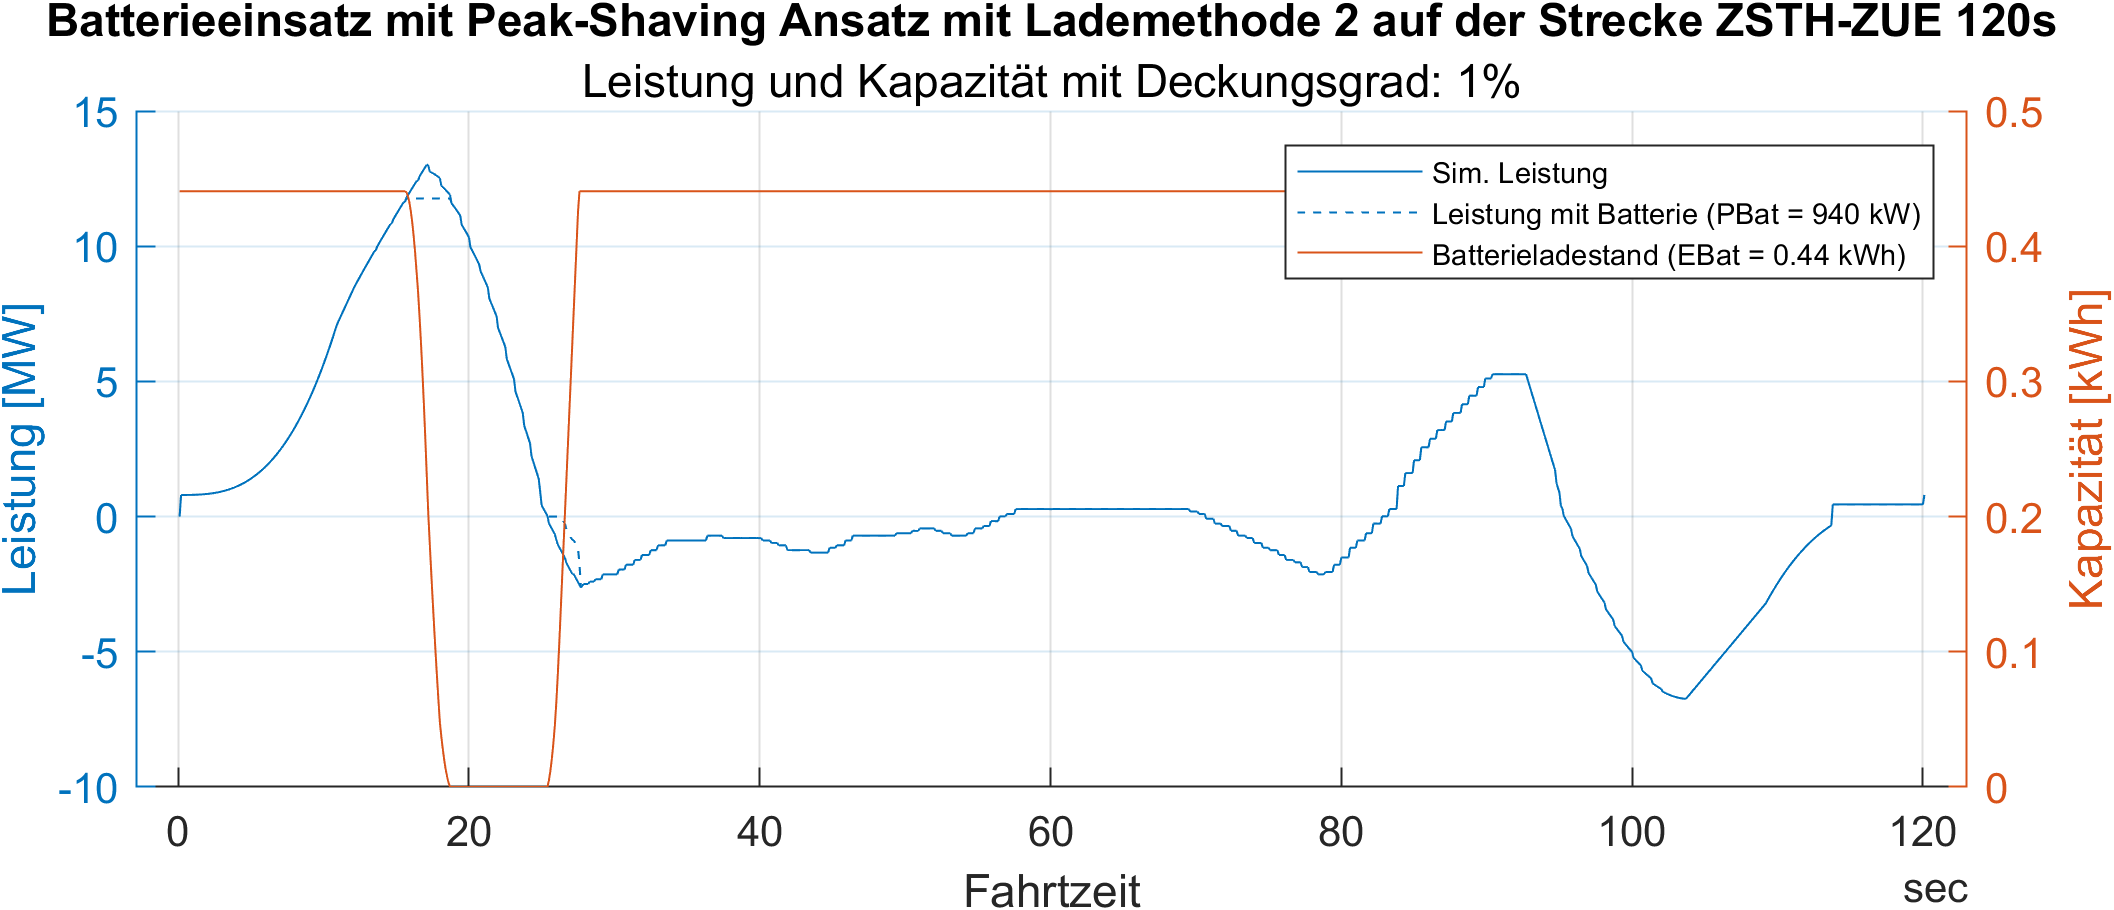 Batterieeinsatz mit Peak-Shaving Ansatz mit Lademethode 2 auf der Strecke ZSTH-ZUE 120s
Leistung und Kapazität mit Deckungsgrad: 1%
15
10
5
0
-5
-10
Leistung [MW]
Sim. Leistung
Leistung mit Batterie (PBat = 940 kW)
Batterieladestand (EBat = 0.44 kWh)
0.5
0.4
0.3
0.2
0.1
0
Kapazität [kWh]
0 20 40 60 80 100 120
Fahrtzeit
sec